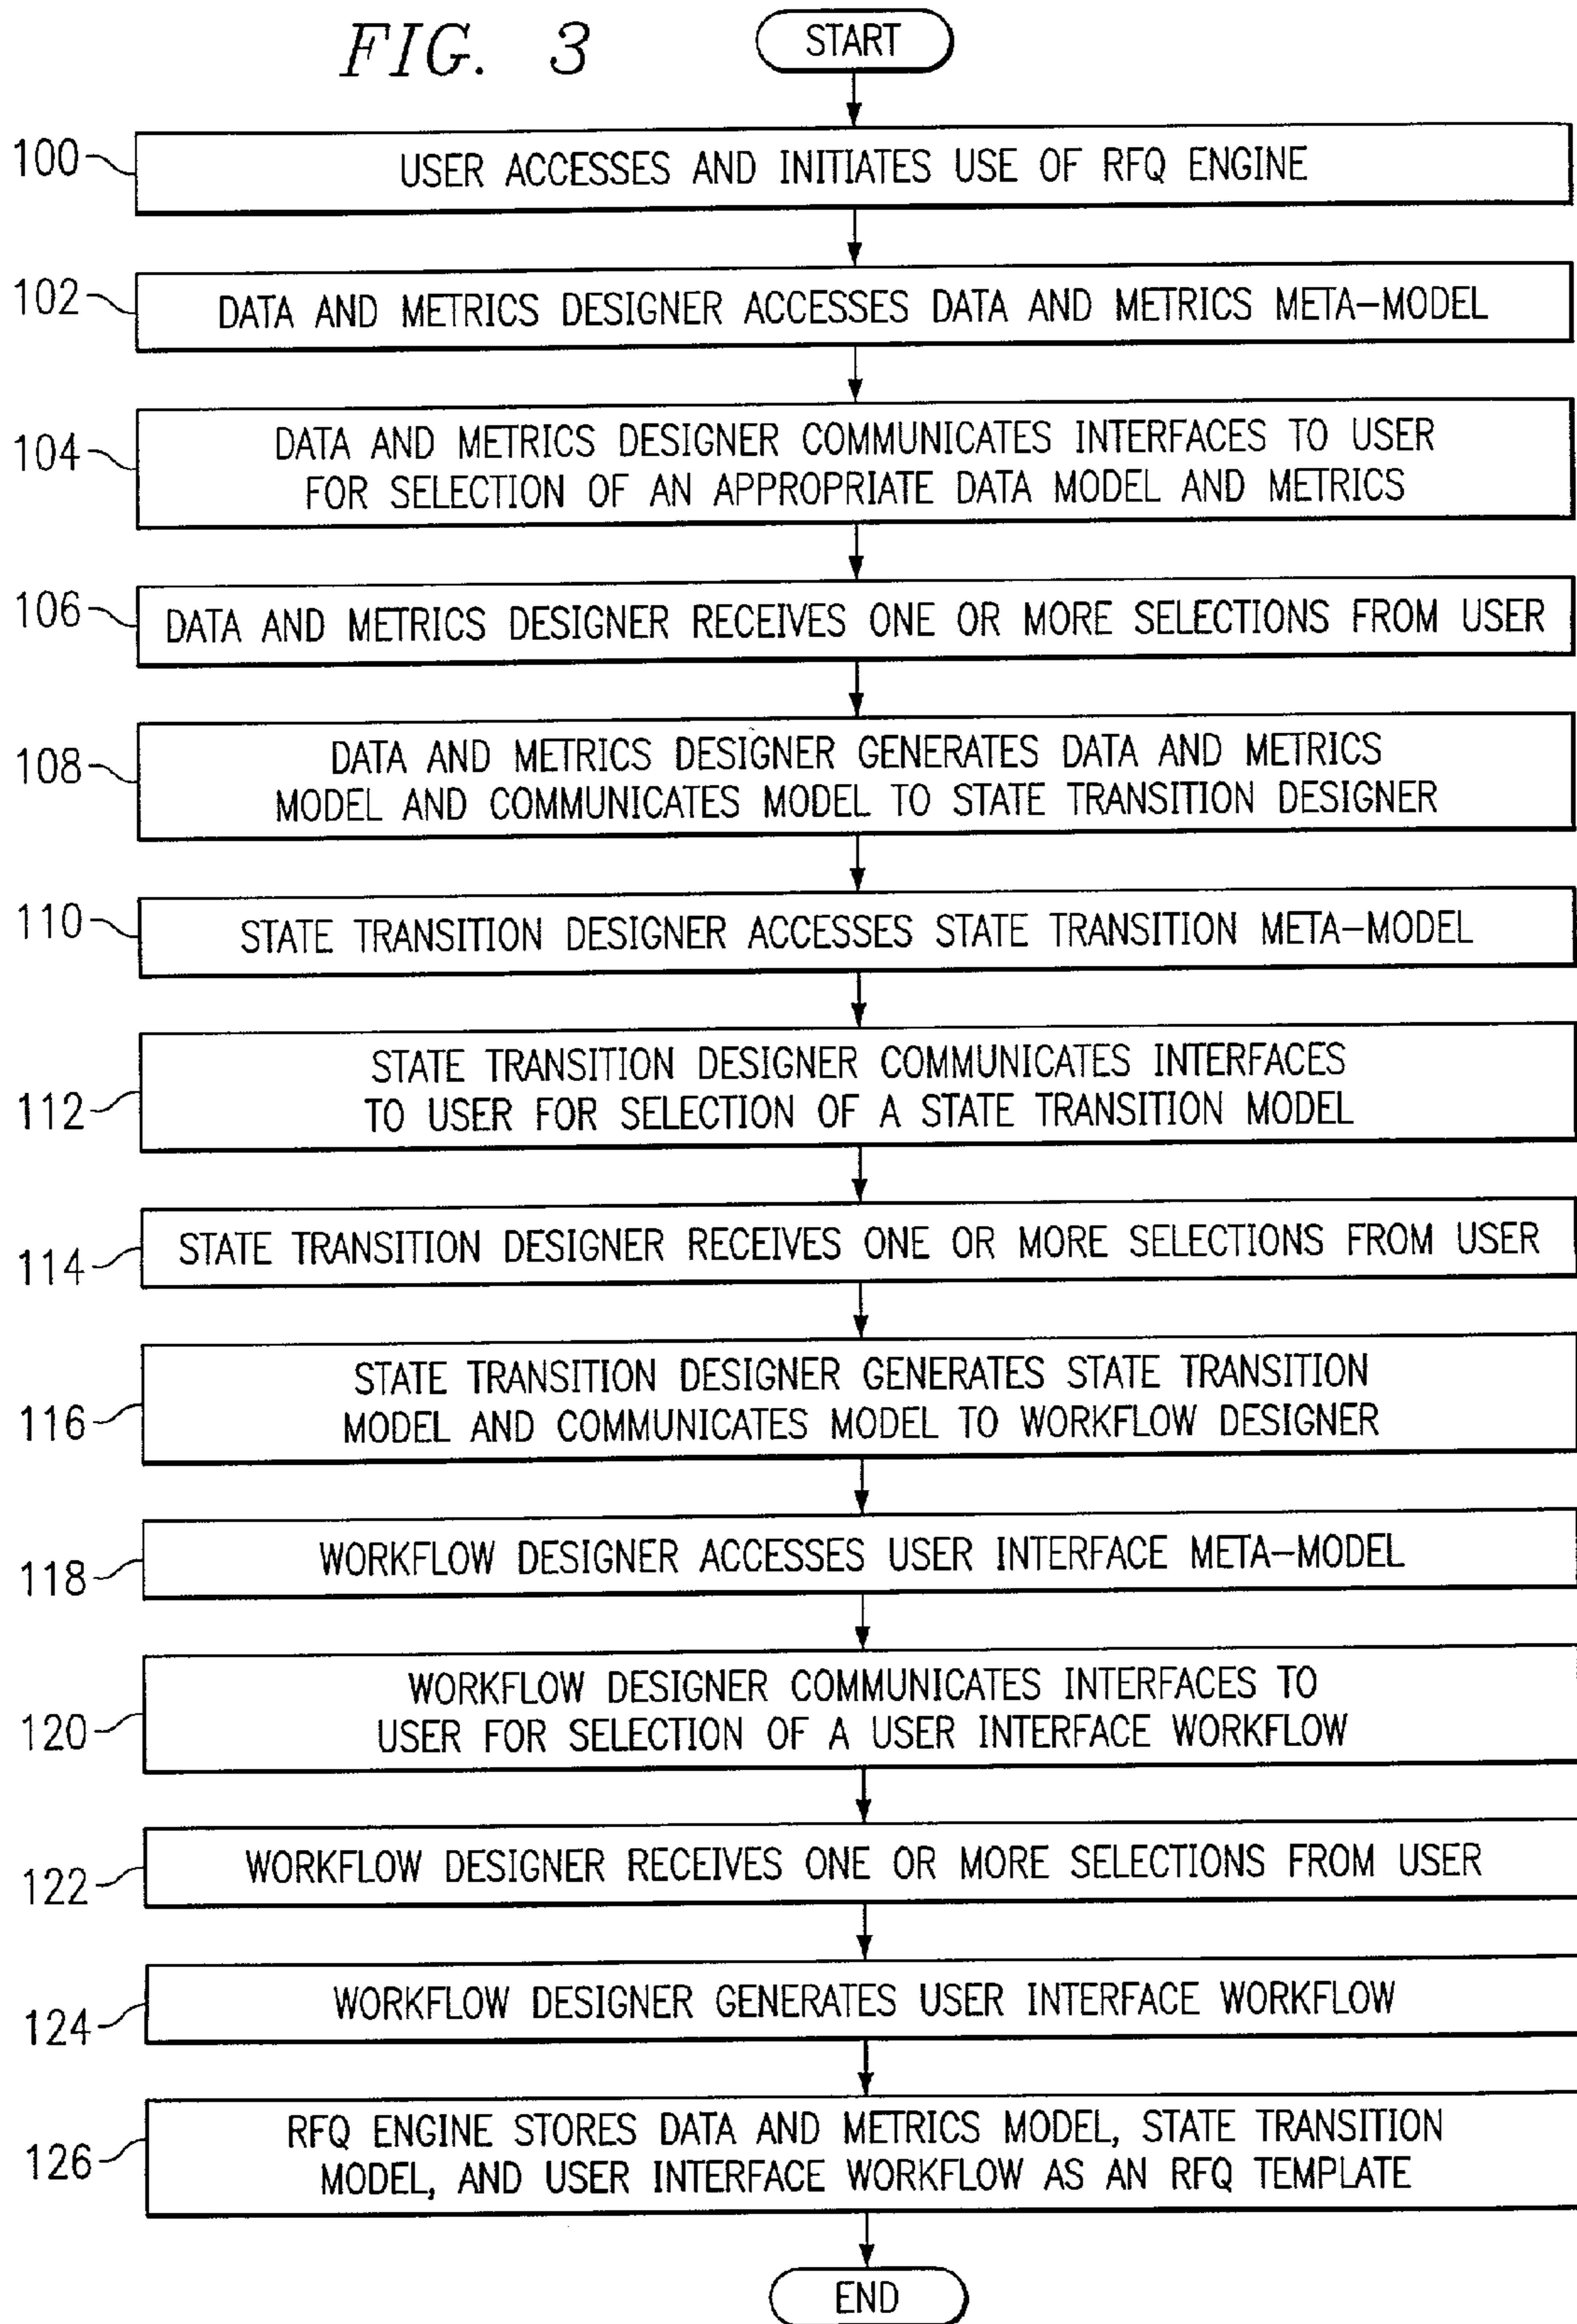 FIG. 3
START
100
USER ACCESSES AND INITIATES USE OF RFQ ENGINE
102
DATA AND METRICS DESIGNER ACCESSES DATA AND METRICS META-MODEL
104
DATA AND METRICS DESIGNER COMMUNICATES INTERFACES TO USER
FOR SELECTION OF AN APPROPRIATE DATA MODEL AND METRICS
106
DATA AND METRICS DESIGNER RECEIVES ONE OR MORE SELECTIONS FROM USER
108
DATA AND METRICS DESIGNER GENERATES DATA AND METRICS
MODEL AND COMMUNICATES MODEL TO STATE TRANSITION DESIGNER
110
STATE TRANSITION DESIGNER ACCESSES STATE TRANSITION META-MODEL
112
STATE TRANSITION DESIGNER COMMUNICATES INTERFACES
TO USER FOR SELECTION OF A STATE TRANSITION MODEL
114
STATE TRANSITION DESIGNER RECEIVES ONE OR MORE SELECTIONS FROM USER
116
STATE TRANSITION DESIGNER GENERATES STATE TRANSITION
MODEL AND COMMUNICATES MODEL TO WORKFLOW DESIGNER
118
WORKFLOW DESIGNER ACCESSES USER INTERFACE META-MODEL
120
WORKFLOW DESIGNER COMMUNICATES INTERFACES TO
USER FOR SELECTION OF A USER INTERFACE WORKFLOW
122
WORKFLOW DESIGNER RECEIVES ONE OR MORE SELECTIONS FROM USER
124
WORKFLOW DESIGNER GENERATES USER INTERFACE WORKFLOW
126
RFQ ENGINE STORES DATA AND METRICS MODEL, STATE TRANSITION
MODEL, AND USER INTERFACE WORKFLOW AS AN RFQ TEMPLATE
END